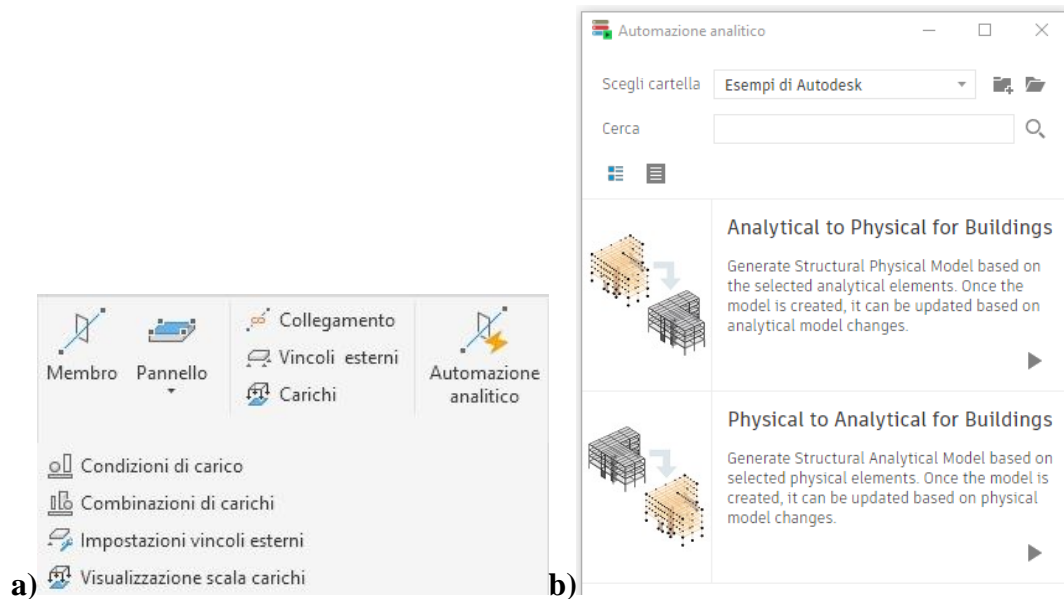 Membro
Pannello
Collegamento
Vincoli esterni
Carichi
Automazione
analitico
Condizioni di carico
Combinazioni di carichi
Impostazioni vincoli esterni
Visualizzazione scala carichi
a)
b)
Automazione analitico
Scegli cartella
Esempi di Autodesk
Cerca
Analytical to Physical for Buildings
Generate Structural Physical Model based on
the selected analytical elements. Once the
model is created, it can be updated based on
analytical model changes.
Physical to Analytical for Buildings
Generate Structural Analytical Model based on
selected physical elements. Once the model is
created, it can be updated based on physical
model changes.